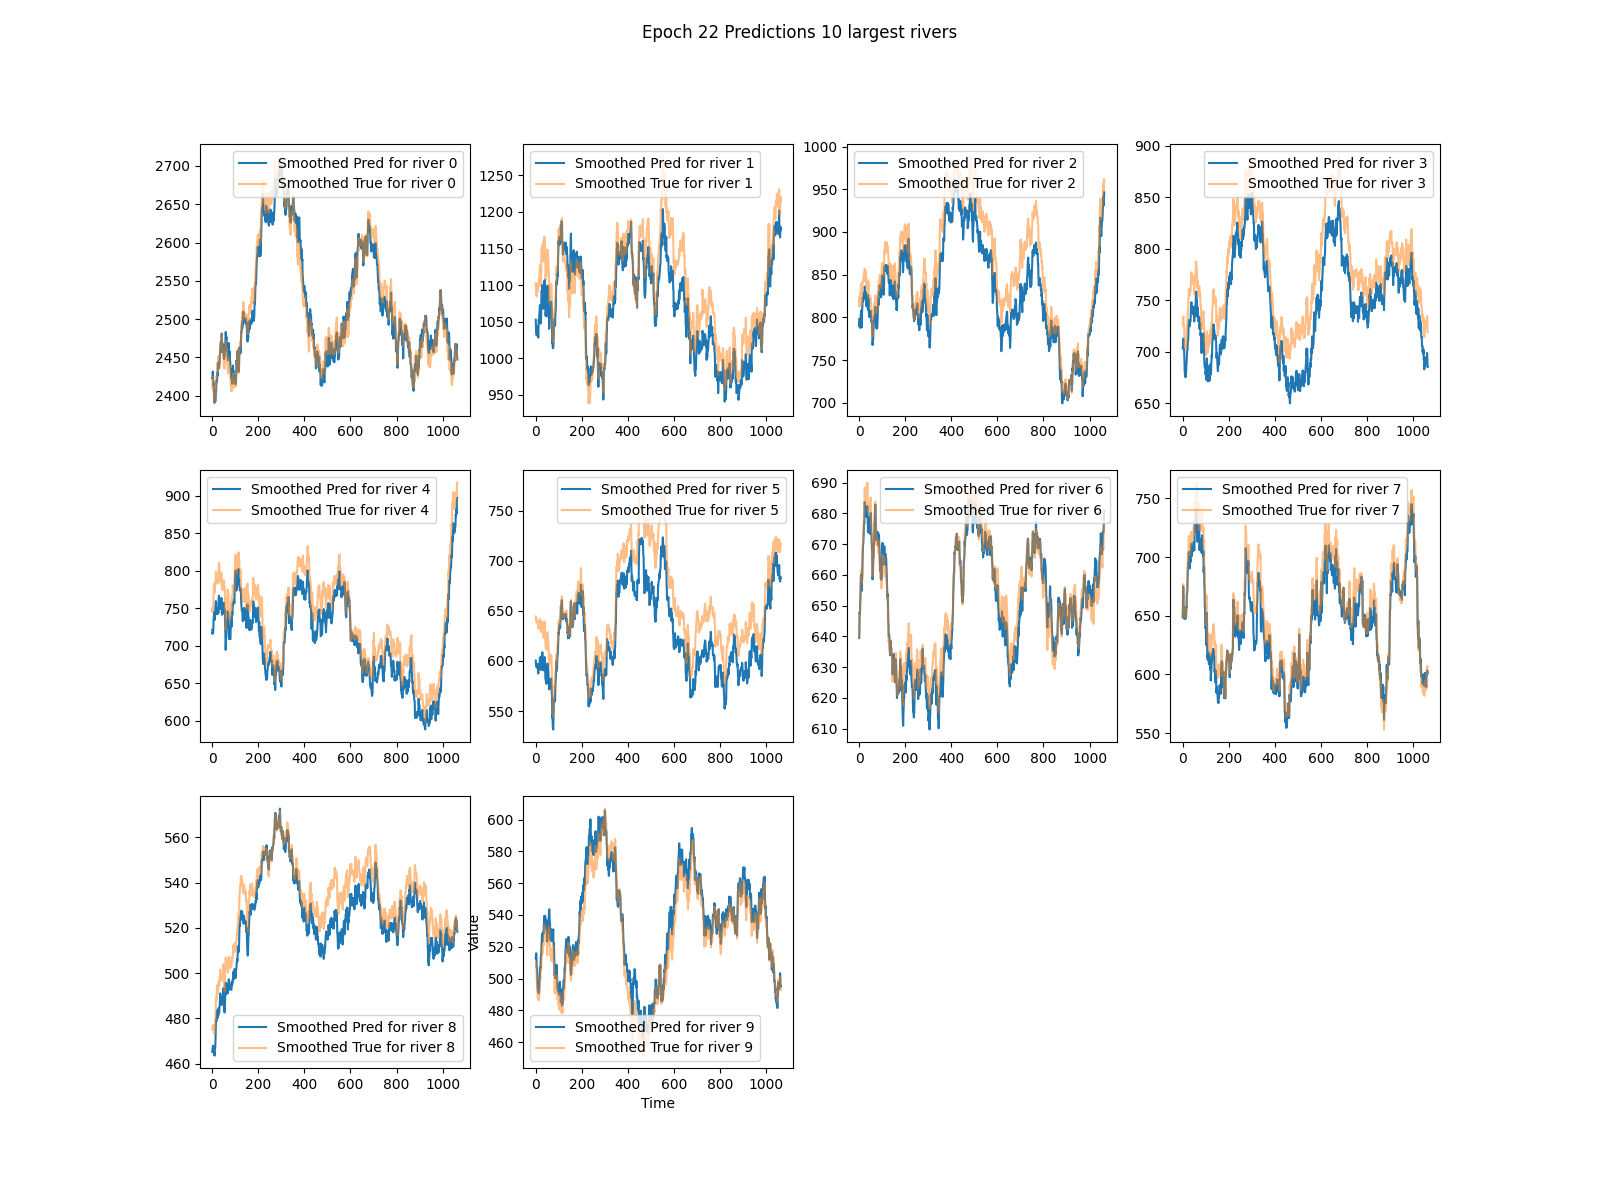 Epoch 22 Predictions 10 largest rivers
Smoothed Pred for river 0
Smoothed True for river 0
2700
2650
2600
2550
2500
2450
2400
0 200 400 600 800 1000
Smoothed Pred for river 1
Smoothed True for river 1
1250
1200
1150
1100
1050
1000
950
0 200 400 600 800 1000
Smoothed Pred for river 2
Smoothed True for river 2
1000
950
900
850
800
750
700
0 200 400 600 800 1000
Smoothed Pred for river 3
Smoothed True for river 3
900
850
800
750
700
650
0 200 400 600 800 1000
Smoothed Pred for river 4
Smoothed True for river 4
900
850
800
750
700
650
600
0 200 400 600 800 1000
Smoothed Pred for river 5
Smoothed True for river 5
750
700
650
600
550
0 200 400 600 800 1000
Smoothed Pred for river 6
Smoothed True for river 6
690
680
670
660
650
640
630
620
610
0 200 400 600 800 1000
Smoothed Pred for river 7
Smoothed True for river 7
750
700
650
600
550
0 200 400 600 800 1000
560
540
520
500
480
460
Smoothed Pred for river 8
Smoothed True for river 8
0 200 400 600 800 1000
Value
600
580
560
540
520
500
480
460
Smoothed Pred for river 9
Smoothed True for river 9
0 200 400 600 800 1000
Time